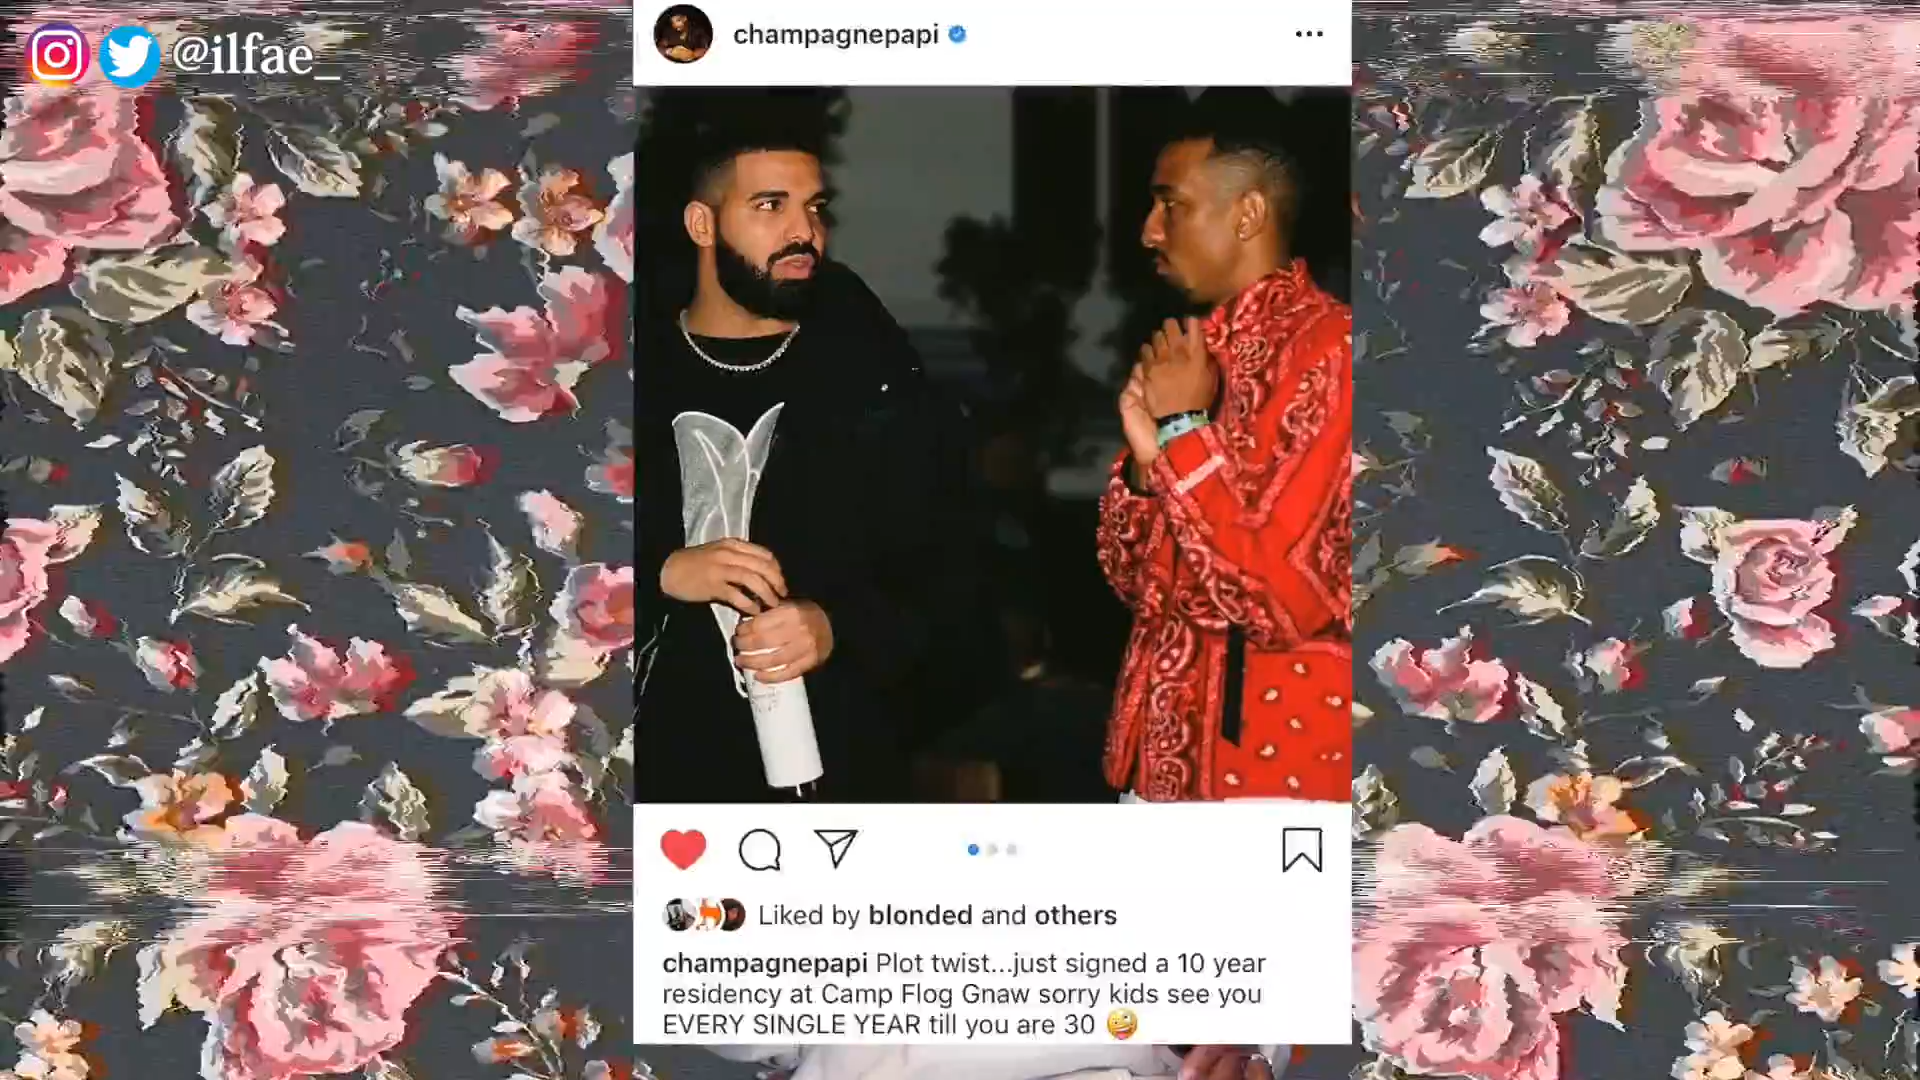 @ilfae_
champagnepapi
Liked by blonded and others
champagnepapi Plot twist...just signed a 10 year
residency at Camp Flog Gnaw sorry kids see you
EVERY SINGLE YEAR till you are 30 🤪